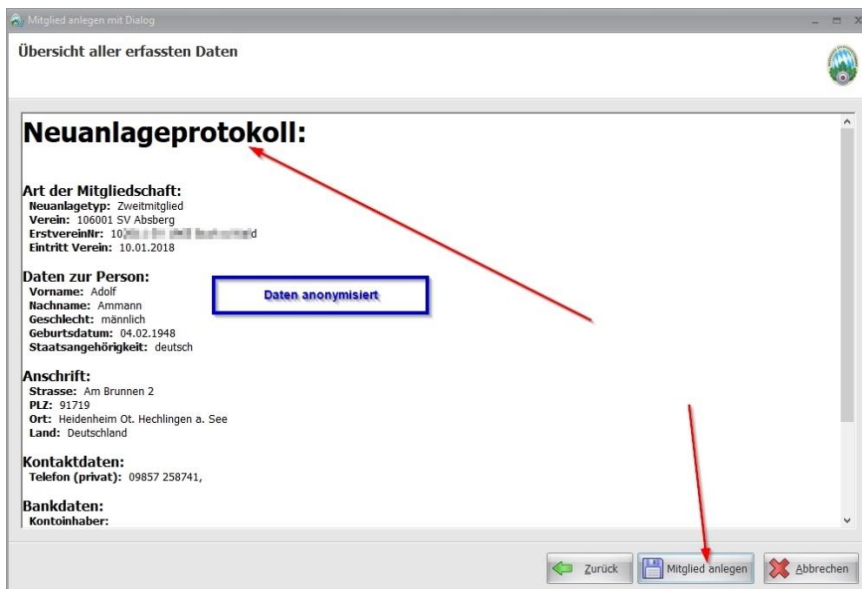 Mitglied anlegen mit Dialog
Übersicht aller erfassten Daten
Neuanlageprotokoll:
Art der Mitgliedschaft:
Neuanlagetyp: Zweitmitglied
Verein: 106001 SV Absberg
ErstvereinNr: 10
Eintritt Verein: 10.01.2018
Daten zur Person:
Vorname: Adolf
Daten anonymisiert
Nachname: Ammann
Geschlecht: männlich
Geburtsdatum: 04.02.1948
Staatsangehörigkeit: deutsch
Anschrift:
Strasse: Am Brunnen 2
PLZ: 91719
Ort: Heidenheim Ot. Hechlingen a. See
Land: Deutschland
Kontaktdaten:
Telefon (privat): 09857 258741,
Bankdaten:
Kontoinhaber:
Zurück Mitglied anlegen Abbrechen